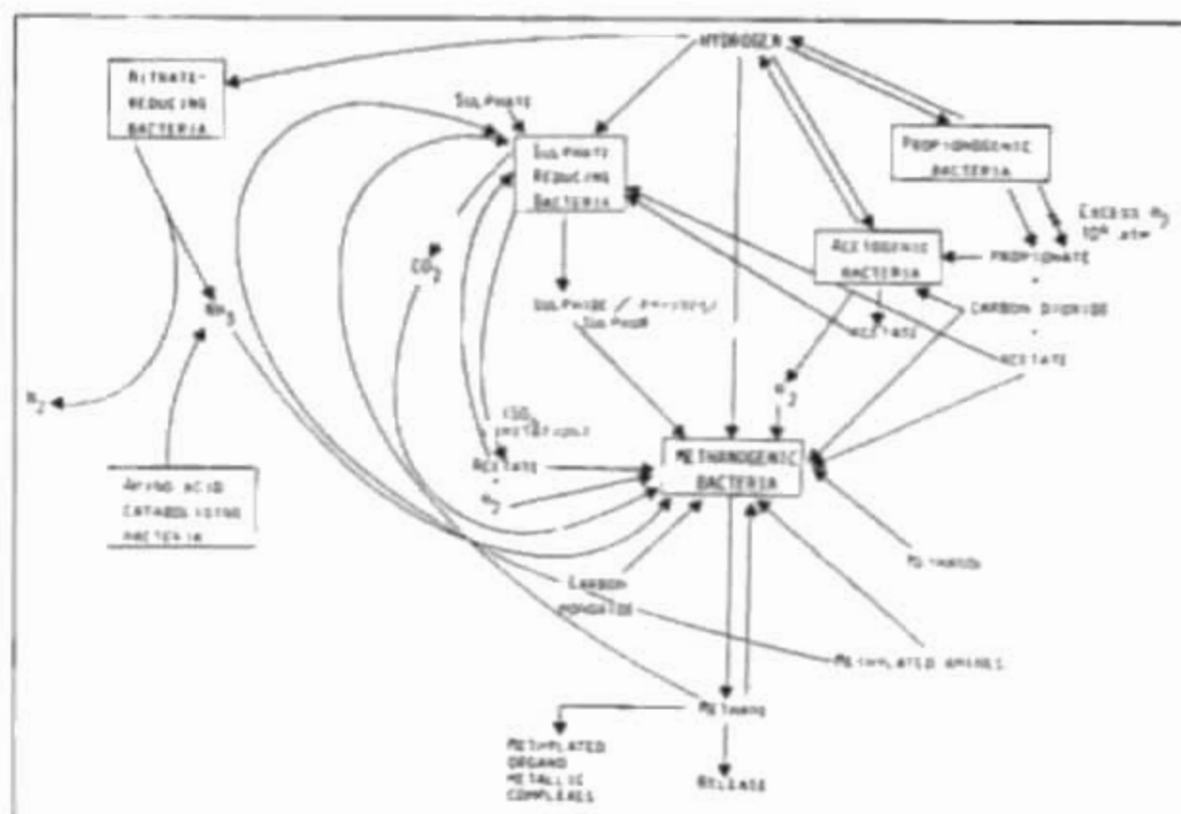 HYDROGEN
NITRATE-
REDUCING
BACTERIA
SULPHATE
SULPHATE
REDUCING
BACTERIA
PROPIONOGENIC
BACTERIA
EXCESS H2
ACETOGENIC
BACTERIA
PROPIONATE
+
CO2
NH3
SULPHIDE /
SULPHUR
CARBON DIOXIDE
+
ACETATE
ACETATE
H2
N2
METHANOGENIC
BACTERIA
ACETATE
+
H2
AMINO ACID
CATABOLISING
BACTERIA
METHANOL
CARBON
MONOXIDE
METHYLATED AMINES
METHANE
METHYLATED
ORGANO
METALLIC
COMPLEXES
RELEASE